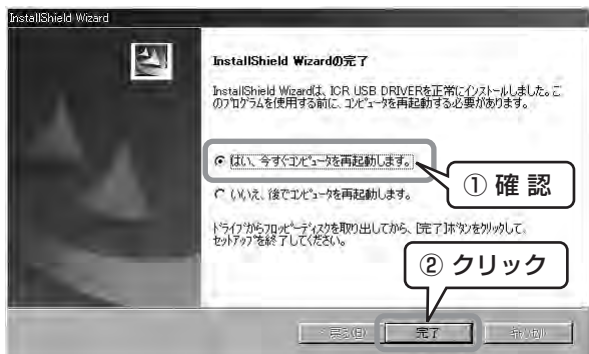 InstallShield Wizard
InstallShield Wizardの完了
InstallShield Wizardは、ICR USB DRIVERを正常にインストールしました。こ
のプログラムを使用する前に、コンピュータを再起動する必要があります。
はい、今すぐコンピュータを再起動します。
① 確 認
いいえ、後でコンピュータを再起動します。
ドライブからフロッピーディスクを取り出してから、[完了]ボタンをクリックして、
セットアップを終了してください。
② クリック
< 戻る(B)
完了
キャンセル